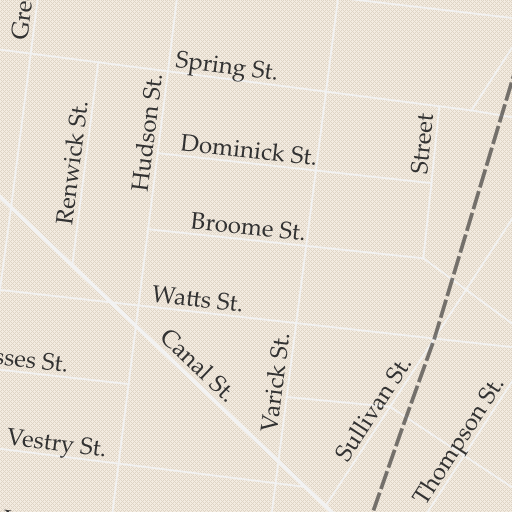 Gre
Spring St.
Renwick St.
Hudson St.
Dominick St.
Street
Broome St.
Watts St.
Canal St.
sses St.
Varick St.
Sullivan St.
Thompson St.
Vestry St.